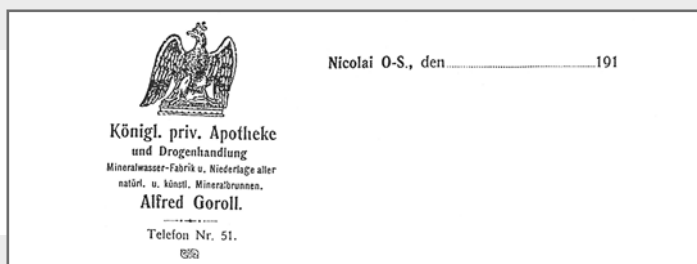 Nicolai O-S., den 191
Königl. priv. Apotheke
und Drogenhandlung
Mineralwasser-Fabrik u. Niederlage aller
natürl. u. künstl. Mineralbrunnen.
Alfred Goroll.
Telefon Nr. 51.